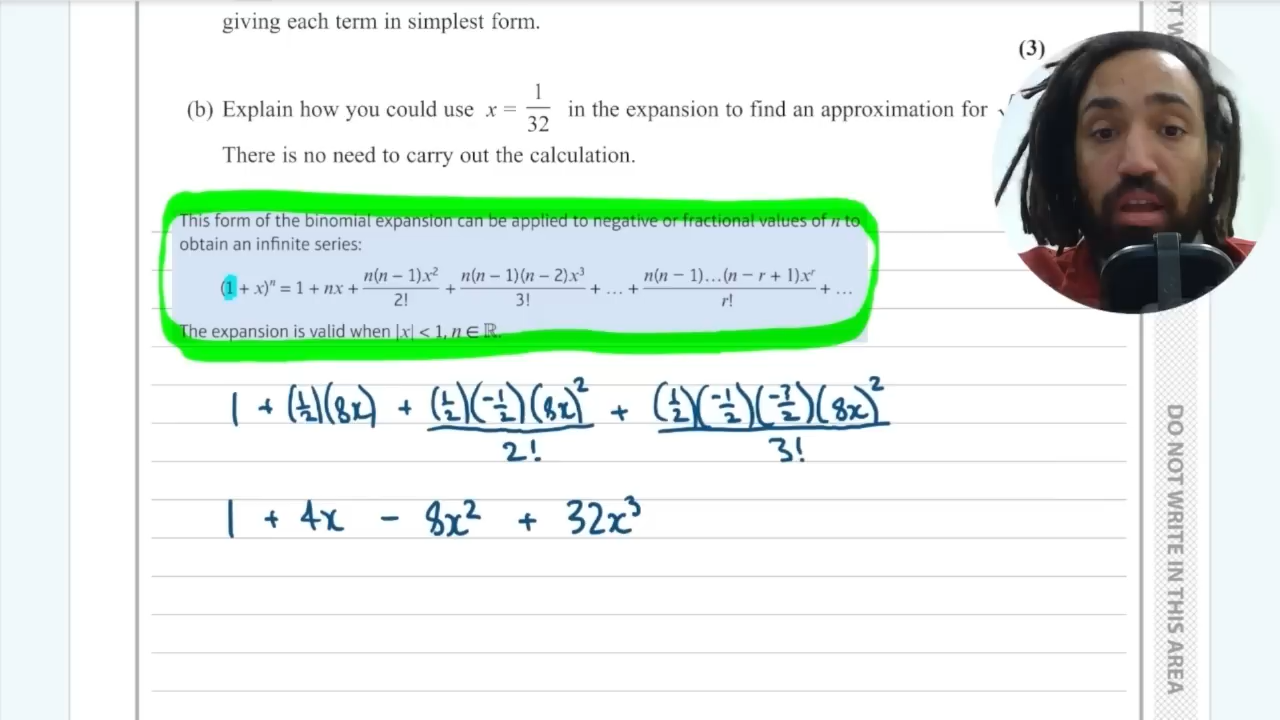 giving each term in simplest form.
(3)
(b) Explain how you could use x = 1/32 in the expansion to find an approximation for √
There is no need to carry out the calculation.
This form of the binomial expansion can be applied to negative or fractional values of n to
obtain an infinite series:
(1 + x)ⁿ = 1 + nx + n(n − 1)x²/2! + n(n − 1)(n − 2)x³/3! + ... + n(n − 1)...(n − r + 1)xʳ/r! + ...
The expansion is valid when |x| < 1, n ∈ ℝ.
1 + (1/2)(8x) + (1/2)(-1/2)(8x)²/2! + (1/2)(-1/2)(-3/2)(8x)²/3!
1 + 4x - 8x² + 32x³
DO NOT WRITE IN THIS AREA